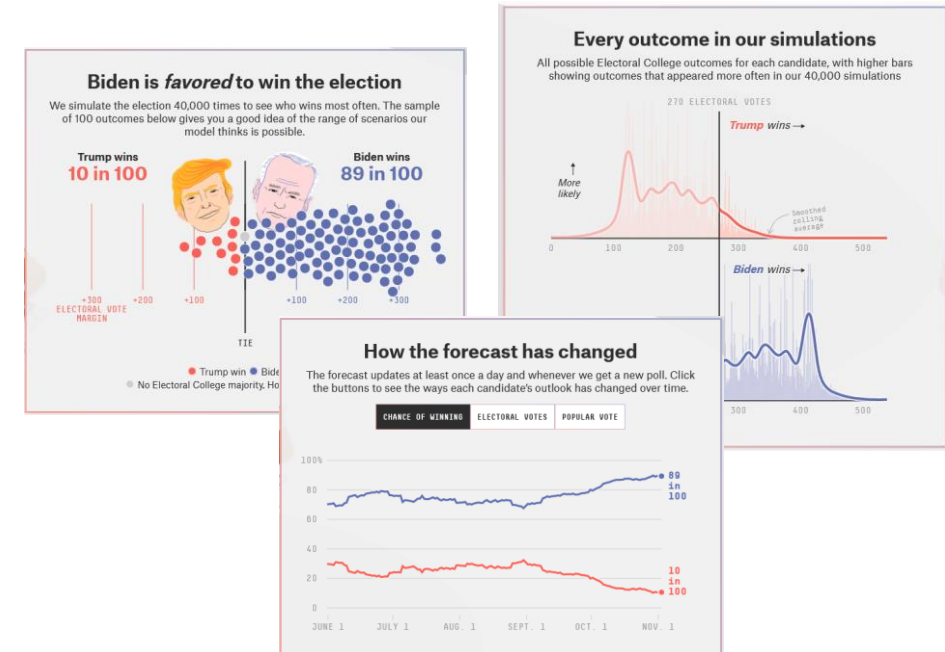 Biden is favored to win the election
We simulate the election 40,000 times to see who wins most often. The sample
of 100 outcomes below gives you a good idea of the range of scenarios our
model thinks is possible.
Trump wins
10 in 100
Biden wins
89 in 100
+300 +200 +100 +100 +200 +300
ELECTORAL VOTE
MARGIN
TIE
Trump win
No Electoral College majority,
Every outcome in our simulations
All possible Electoral College outcomes for each candidate, with higher bars
showing outcomes that appeared more often in our 40,000 simulations
270 ELECTORAL VOTES
Trump wins→
↑
More
likely
Smoothed
rolling
average
0 100 200 300 400 500
Biden wins→
300 400 500
How the forecast has changed
The forecast updates at least once a day and whenever we get a new poll. Click
the buttons to see the ways each candidate's outlook has changed over time.
CHANCE OF WINNING ELECTORAL VOTES POPULAR VOTE
100%
80
60
40
20
0
89
in
100
10
in
100
JUNE 1 JULY 1 AUG. 1 SEPT. 1 OCT. 1 NOV. 1